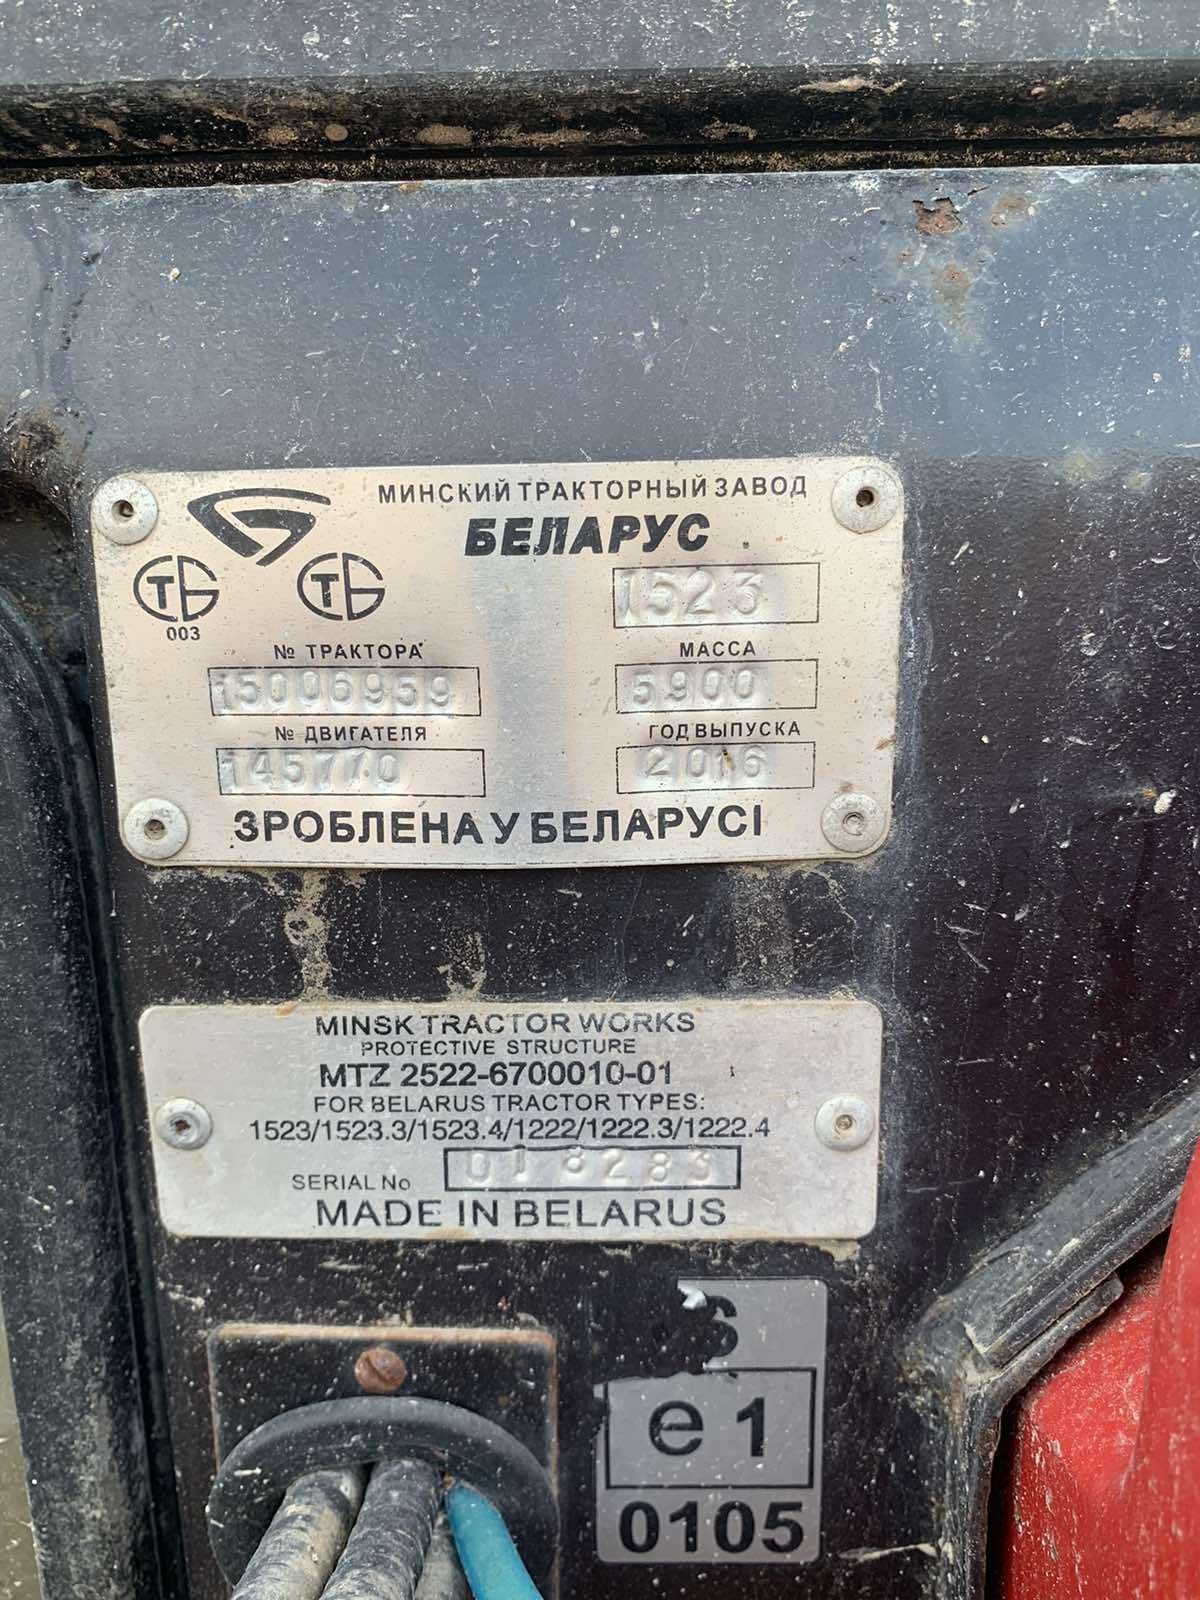 МИНСКИЙ ТРАКТОРНЫЙ ЗАВОД
БЕЛАРУС
1523
003
№ ТРАКТОРА
МАССА
15006959
5900
№ ДВИГАТЕЛЯ
ГОД ВЫПУСКА
145770
2016
ЗРОБЛЕНА У БЕЛАРУСІ
MINSK TRACTOR WORKS
PROTECTIVE STRUCTURE
MTZ 2522-6700010-01
FOR BELARUS TRACTOR TYPES:
1523/1523.3/1523.4/1222/1222.3/1222.4
SERIAL No 018283
MADE IN BELARUS
e1
0105